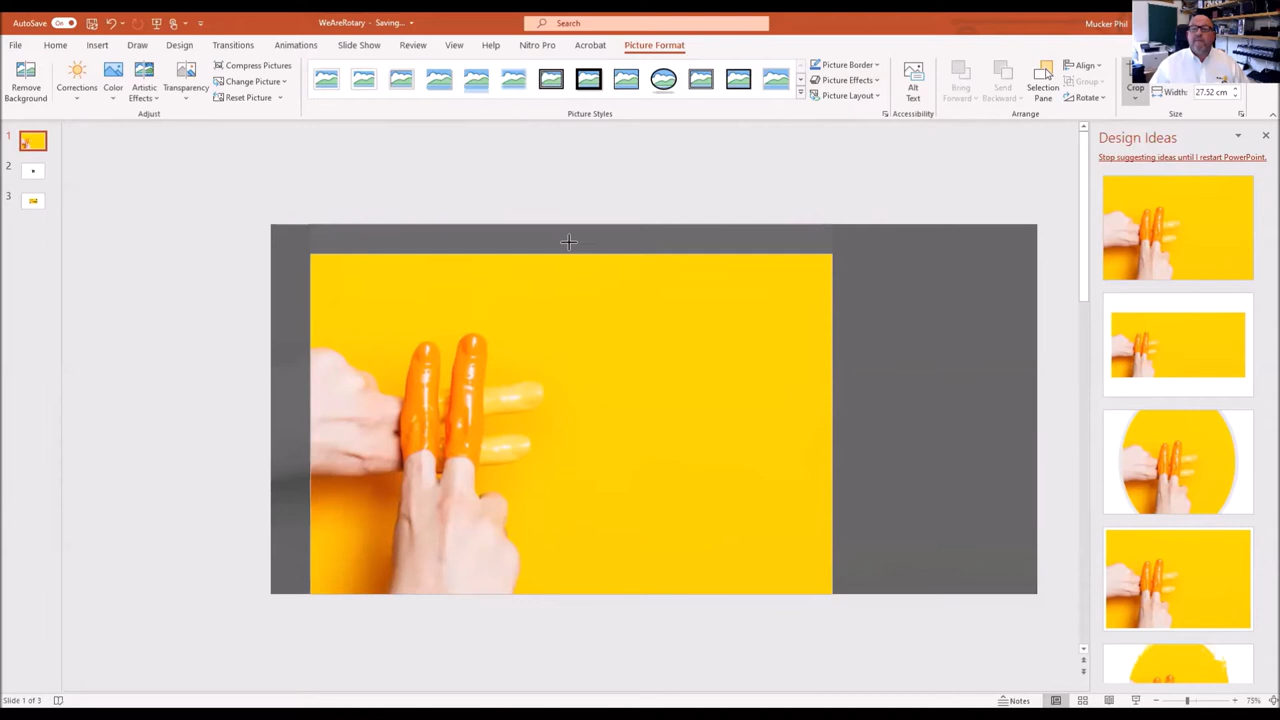 AutoSave On WeAreRotary - Saving... Search Mucker Phil
File Home Insert Draw Design Transitions Animations Slide Show Review View Help Nitro Pro Acrobat Picture Format
Remove Background
Corrections
Color
Artistic Effects
Transparency
Compress Pictures
Change Picture
Reset Picture
Picture Border
Picture Effects
Picture Layout
Alt Text
Bring Forward
Send Backward
Selection Pane
Align
Group
Rotate
Crop
Width: 27.52 cm
Adjust Picture Styles Accessibility Arrange Size
1
2
3
Design Ideas
Stop suggesting ideas until I restart PowerPoint.
Slide 1 of 3 Notes 75%